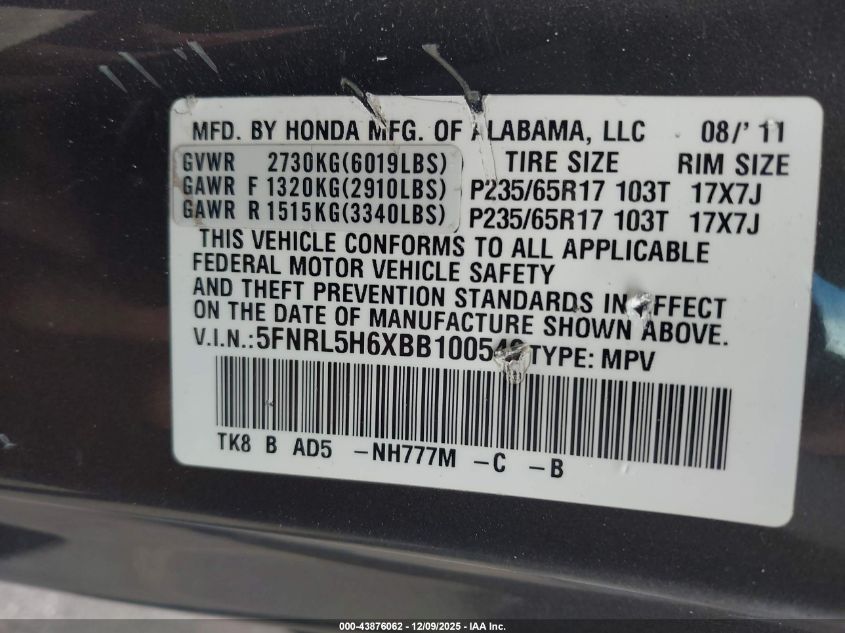 MFD. BY HONDA MFG. OF ALABAMA, LLC 08/'11
GVWR 2730KG(6019LBS) TIRE SIZE RIM SIZE
GAWR F 1320KG(2910LBS) P235/65R17 103T 17X7J
GAWR R 1515KG(3340LBS) P235/65R17 103T 17X7J
THIS VEHICLE CONFORMS TO ALL APPLICABLE
FEDERAL MOTOR VEHICLE SAFETY
AND THEFT PREVENTION STANDARDS IN EFFECT
ON THE DATE OF MANUFACTURE SHOWN ABOVE.
V.I.N.: TYPE: MPV
TK8 B AD5 -NH777M -C -B
000-43876062 - 12/09/2025 - IAA Inc.